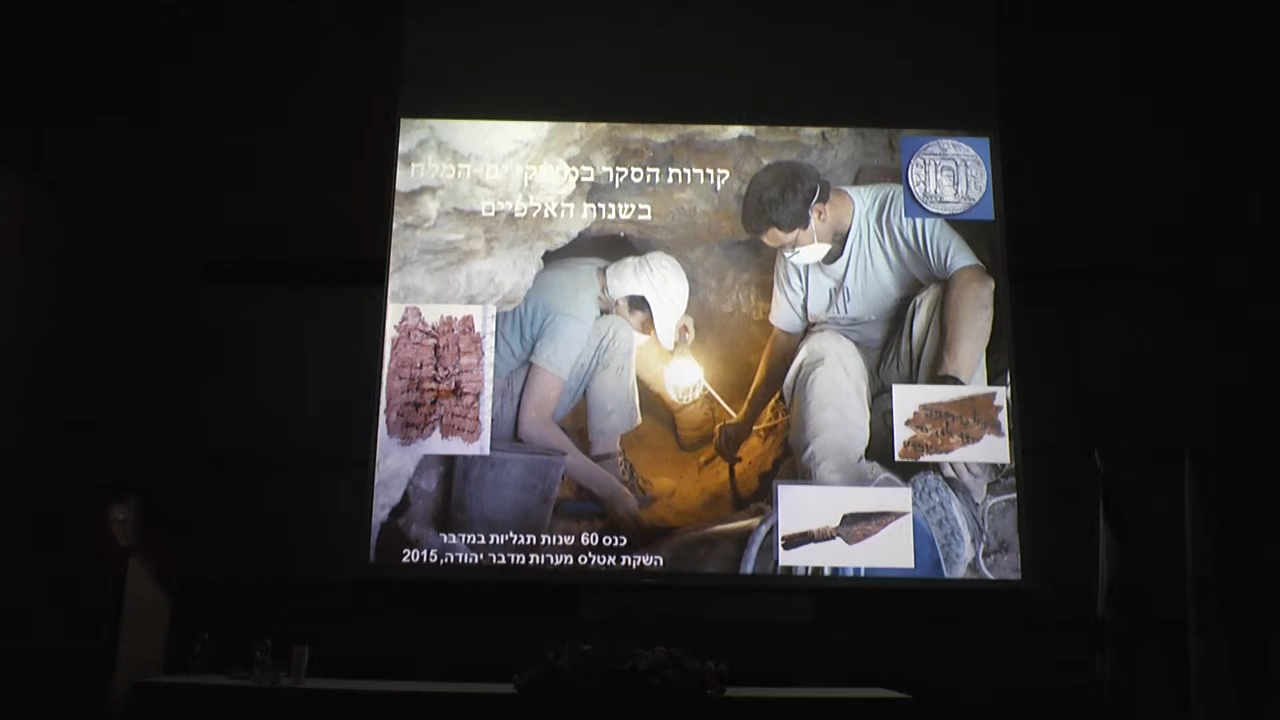 קורות הסקר במצוקי ים-המלח
בשנות האלפיים
כנס 60 שנות תגליות במדבר
השקת אטלס מערות מדבר יהודה, 2015